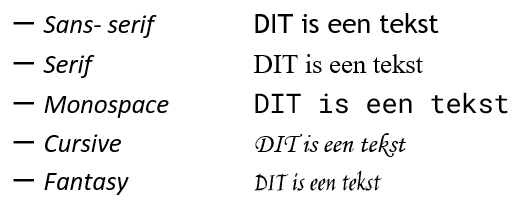 — Sans- serif DIT is een tekst
— Serif DIT is een tekst
— Monospace DIT is een tekst
— Cursive DIT is een tekst
— Fantasy DIT is een tekst